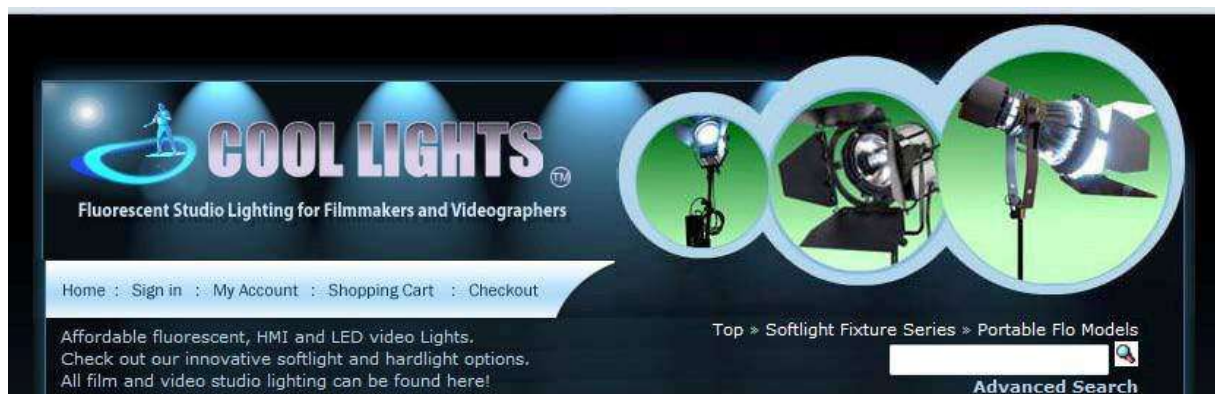 COOL LIGHTS TM
Fluorescent Studio Lighting for Filmmakers and Videographers
Home : Sign in : My Account : Shopping Cart : Checkout
Affordable fluorescent, HMI and LED video Lights.
Check out our innovative softlight and hardlight options.
All film and video studio lighting can be found here!
Top » Softlight Fixture Series » Portable Flo Models
Advanced Search